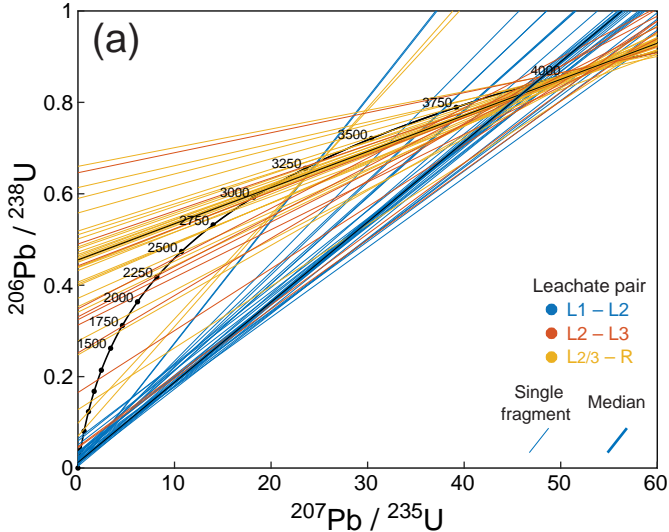 (a)
1
0.8
0.6
0.4
0.2
0
206Pb / 238U
0
10
20
30
40
50
60
207Pb / 235U
4000
3750
3500
3250
3000
2750
2500
2250
2000
1750
1500
Leachate pair
L1 – L2
L2 – L3
L2/3 – R
Single
fragment
Median